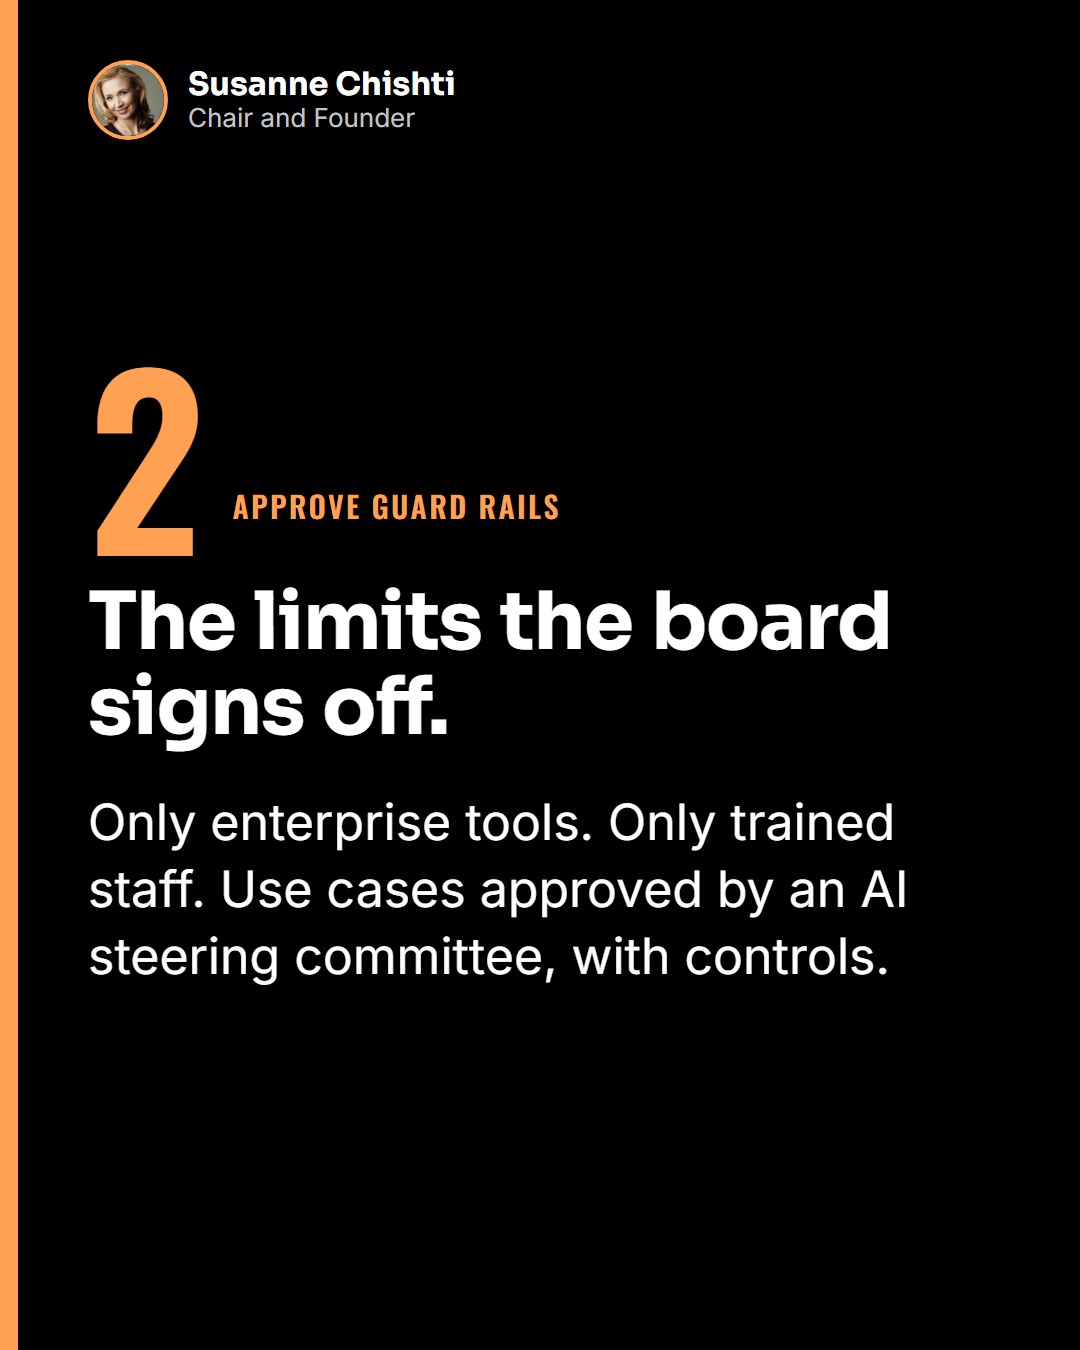 Susanne Chishti
Chair and Founder
2
APPROVE GUARD RAILS
The limits the board
signs off.
Only enterprise tools. Only trained
staff. Use cases approved by an AI
steering committee, with controls.